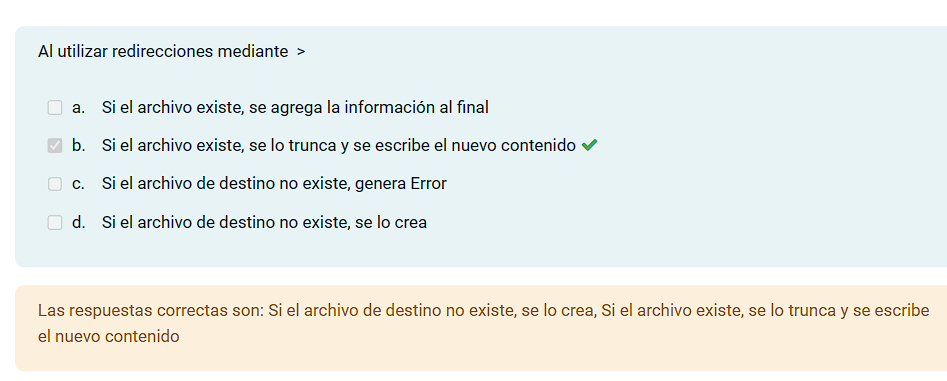 Al utilizar redirecciones mediante >
a. Si el archivo existe, se agrega la información al final
b. Si el archivo existe, se lo trunca y se escribe el nuevo contenido
c. Si el archivo de destino no existe, genera Error
d. Si el archivo de destino no existe, se lo crea
Las respuestas correctas son: Si el archivo de destino no existe, se lo crea, Si el archivo existe, se lo trunca y se escribe
el nuevo contenido